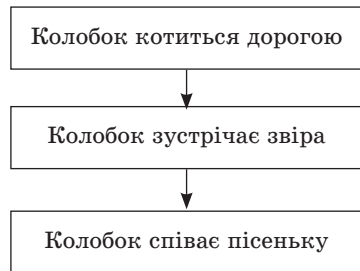 Колобок котиться дорогою
Колобок зустрічає звіра
Колобок співає пісеньку